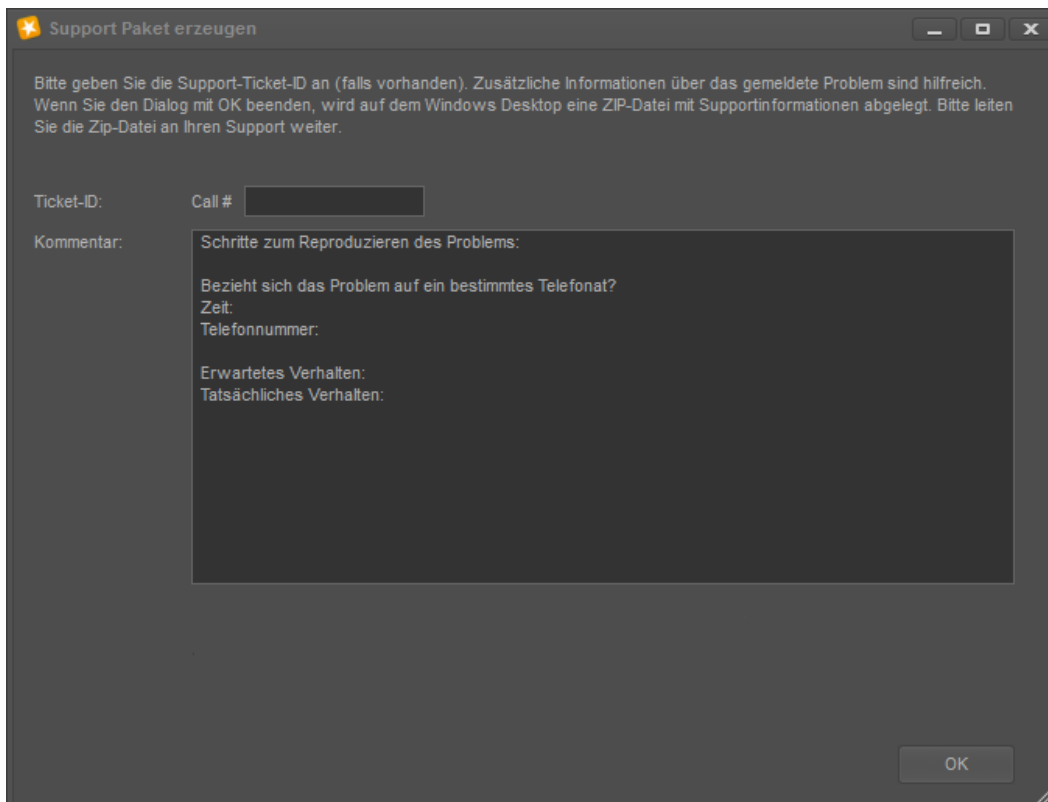 Support Paket erzeugen
Bitte geben Sie die Support-Ticket-ID an (falls vorhanden). Zusätzliche Informationen über das gemeldete Problem sind hilfreich.
Wenn Sie den Dialog mit OK beenden, wird auf dem Windows Desktop eine ZIP-Datei mit Supportinformationen abgelegt. Bitte leiten
Sie die Zip-Datei an Ihren Support weiter.
Ticket-ID: Call #
Kommentar:
Schritte zum Reproduzieren des Problems:
Bezieht sich das Problem auf ein bestimmtes Telefonat?
Zeit:
Telefonnummer:
Erwartetes Verhalten:
Tatsächliches Verhalten:
OK